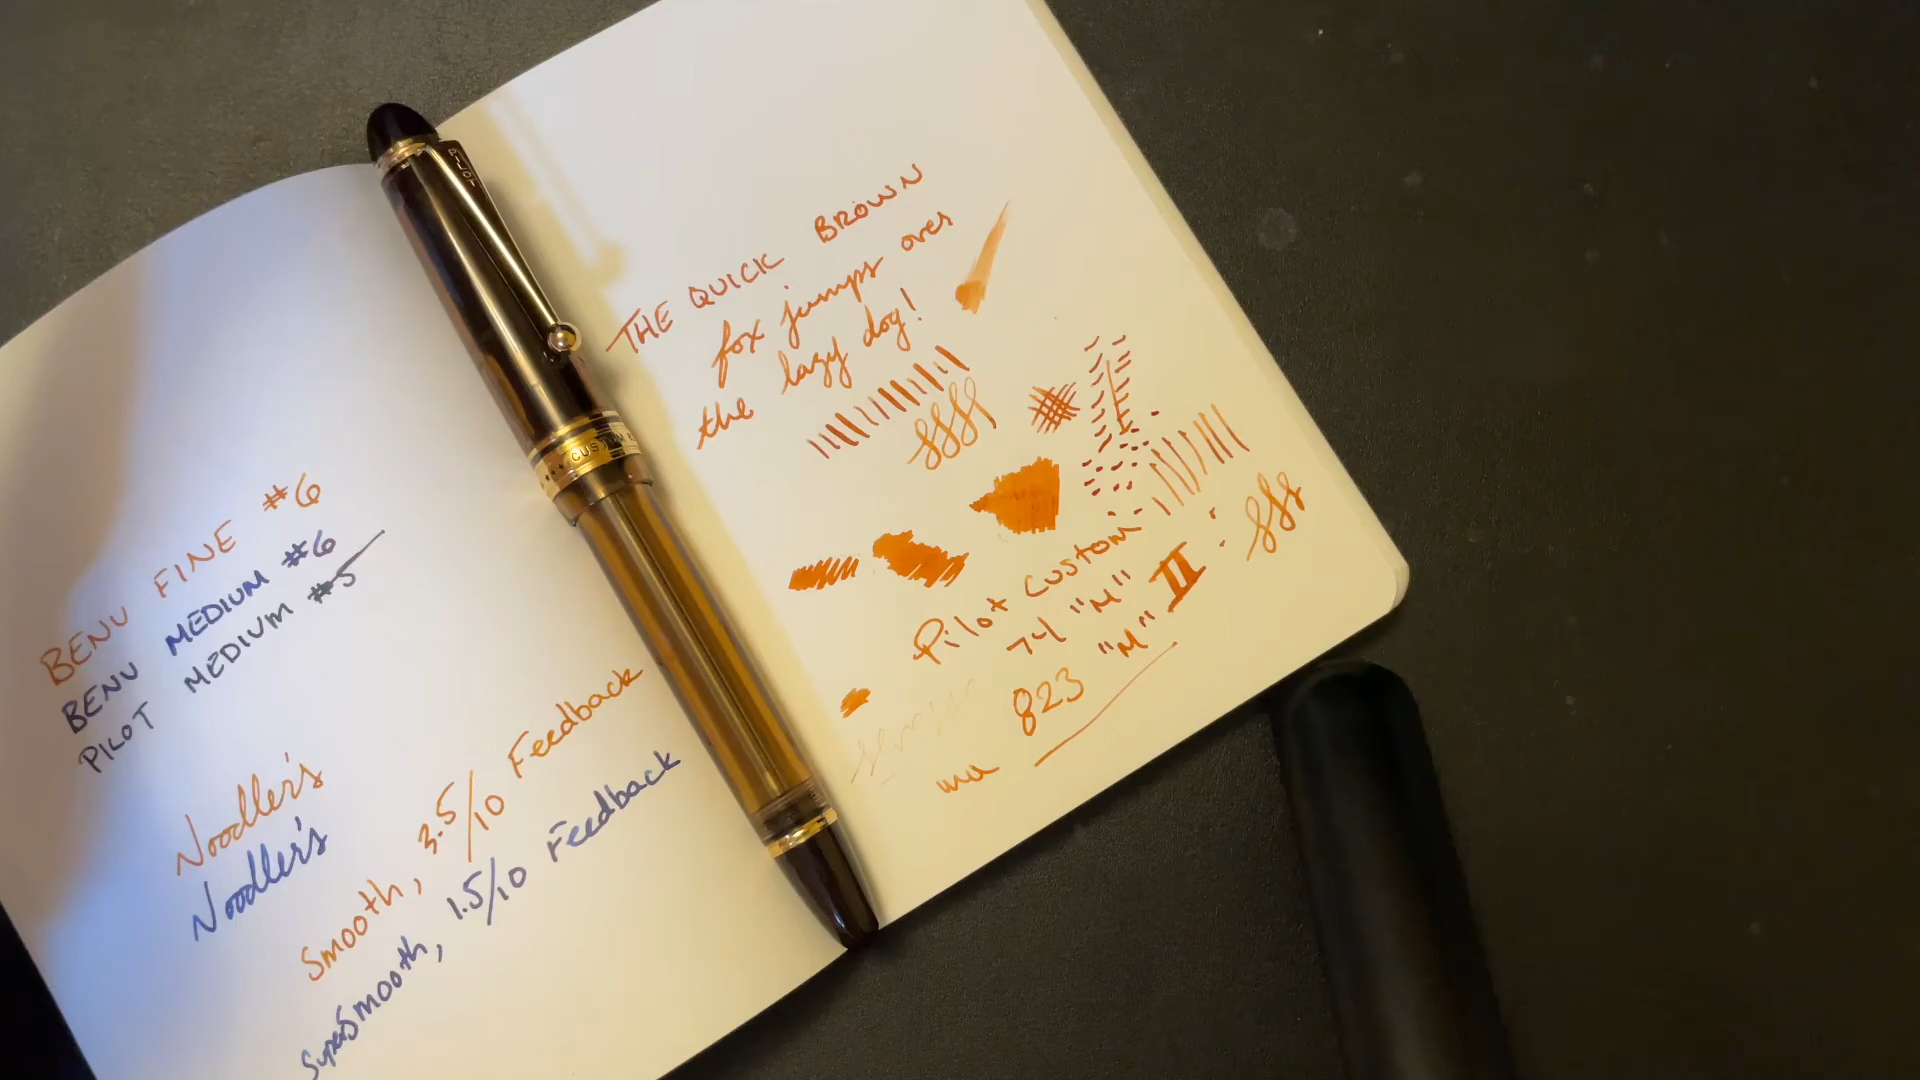 BENU FINE #6
BENU MEDIUM #6
PILOT MEDIUM #5
Noodler's
Noodler's
Smooth, 3.5/10 Feedback
SuperSmooth, 1.5/10 Feedback
PILOT
CUSTOM
THE QUICK BROWN
fox jumps over
the lazy dog!
Pilot Custom
74 "M" II
823 "M"